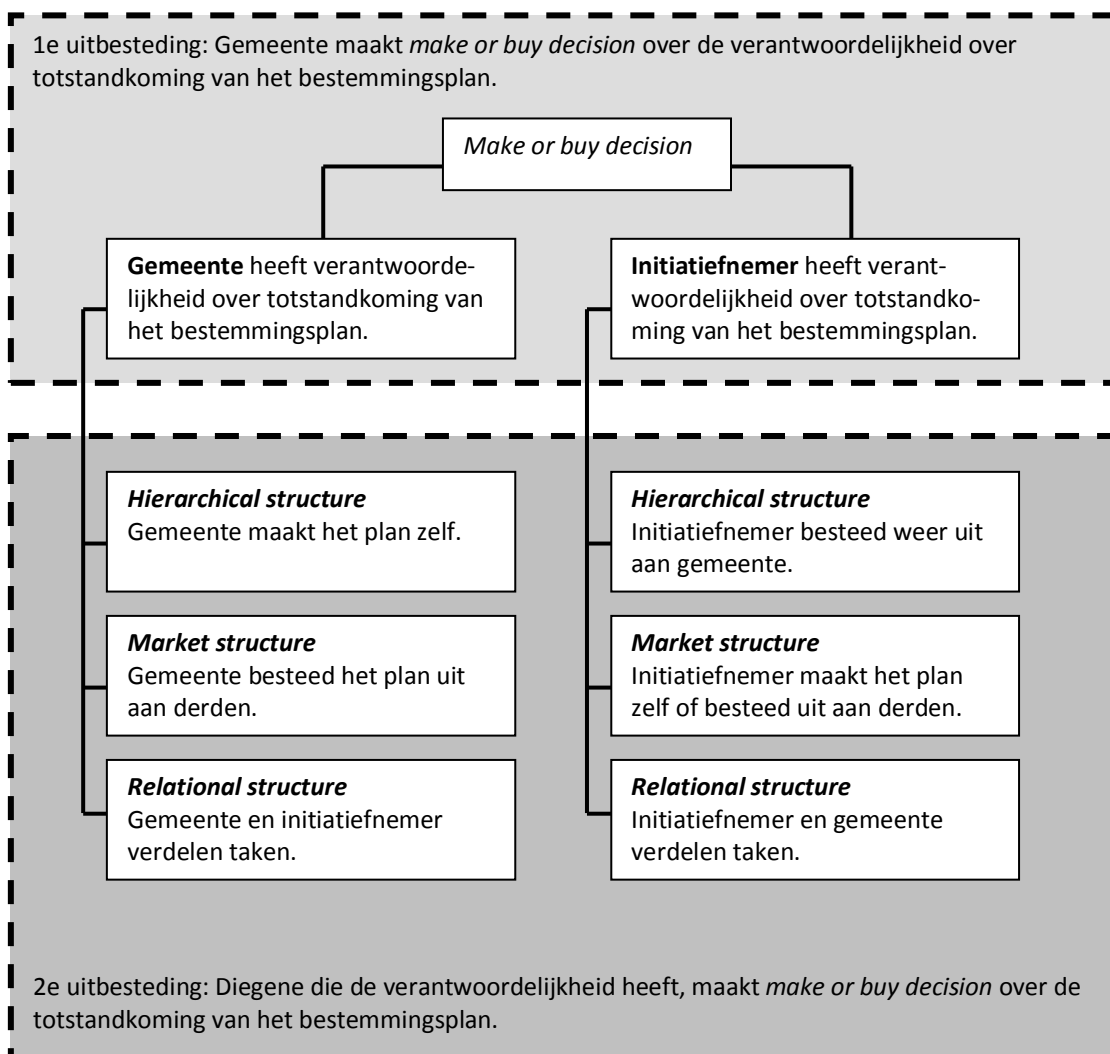 1e uitbesteding: Gemeente maakt make or buy decision over de verantwoordelijkheid over
totstandkoming van het bestemmingsplan.
Make or buy decision
Gemeente heeft verantwoorde-
lijkheid over totstandkoming van
het bestemmingsplan.
Initiatiefnemer heeft verant-
woordelijkheid over totstandko-
ming van het bestemmingsplan.
Hierarchical structure
Gemeente maakt het plan zelf.
Hierarchical structure
Initiatiefnemer besteed weer uit
aan gemeente.
Market structure
Gemeente besteed het plan uit
aan derden.
Market structure
Initiatiefnemer maakt het plan
zelf of besteed uit aan derden.
Relational structure
Gemeente en initiatiefnemer
verdelen taken.
Relational structure
Initiatiefnemer en gemeente
verdelen taken.
2e uitbesteding: Diegene die de verantwoordelijkheid heeft, maakt make or buy decision over de
totstandkoming van het bestemmingsplan.